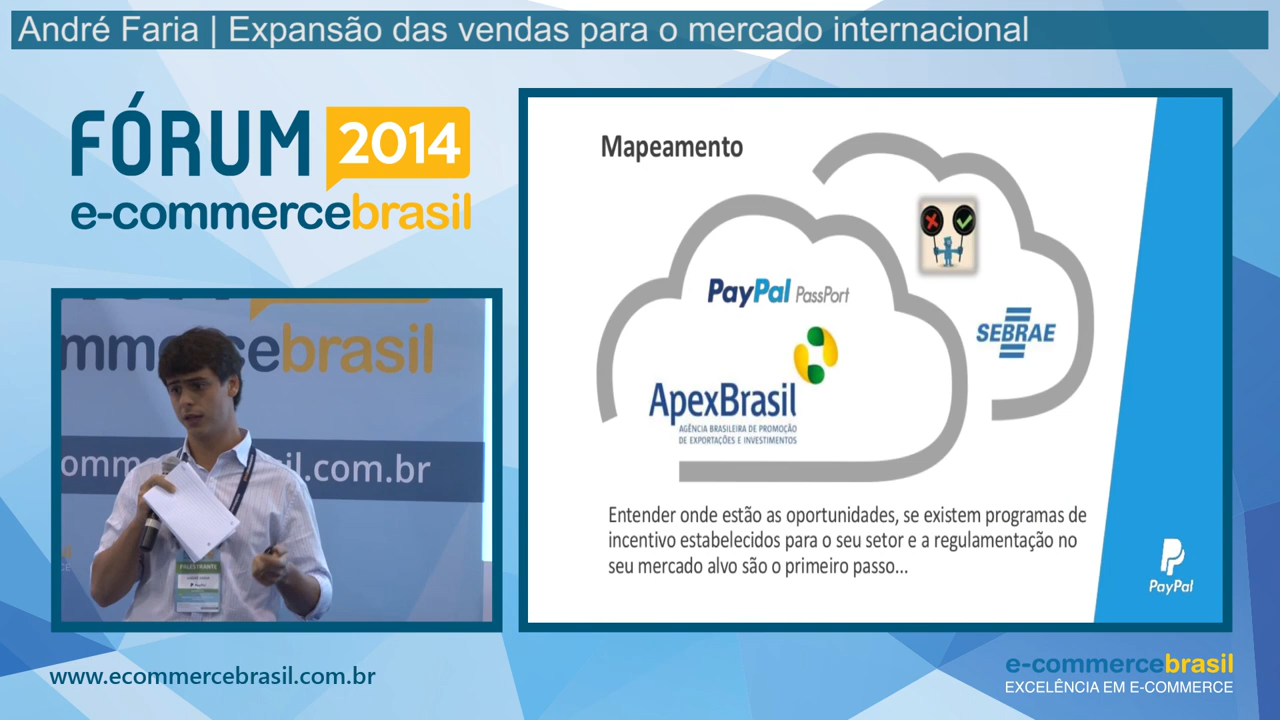 André Faria | Expansão das vendas para o mercado internacional
FÓRUM 2014
e-commercebrasil
mmercebrasil
ommercebrasil.com.br
PALESTRANTE
PayPal
Mapeamento
PayPal PassPort
SEBRAE
ApexBrasil
AGÊNCIA BRASILEIRA DE PROMOÇÃO
DE EXPORTAÇÕES E INVESTIMENTOS
Entender onde estão as oportunidades, se existem programas de
incentivo estabelecidos para o seu setor e a regulamentação no
seu mercado alvo são o primeiro passo...
PayPal
www.ecommercebrasil.com.br
e-commercebrasil
EXCELÊNCIA EM E-COMMERCE